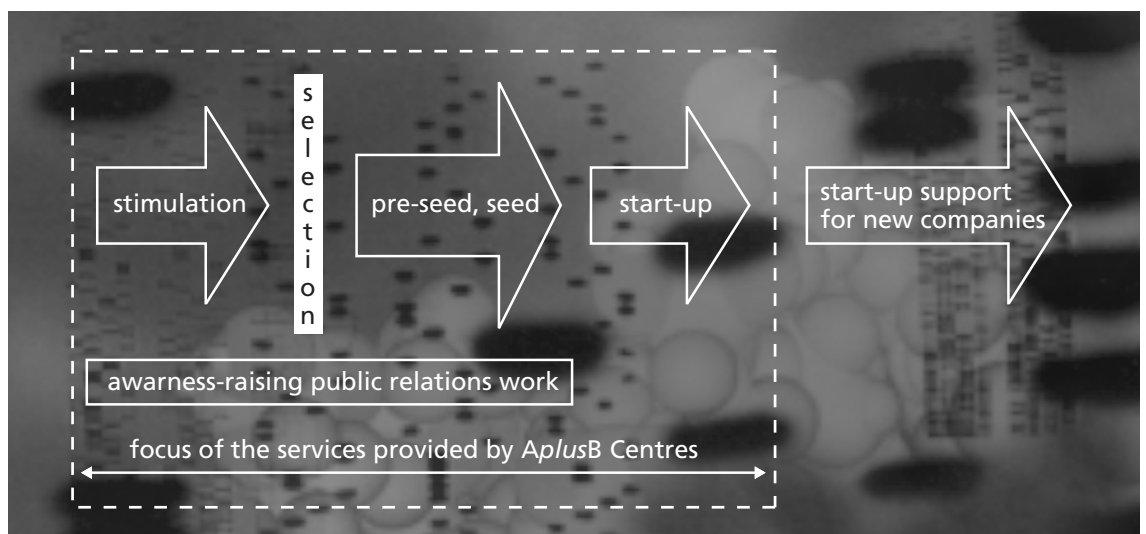 stimulation
selection
pre-seed, seed
start-up
start-up support
for new companies
awarness-raising public relations work
focus of the services provided by AplusB Centres